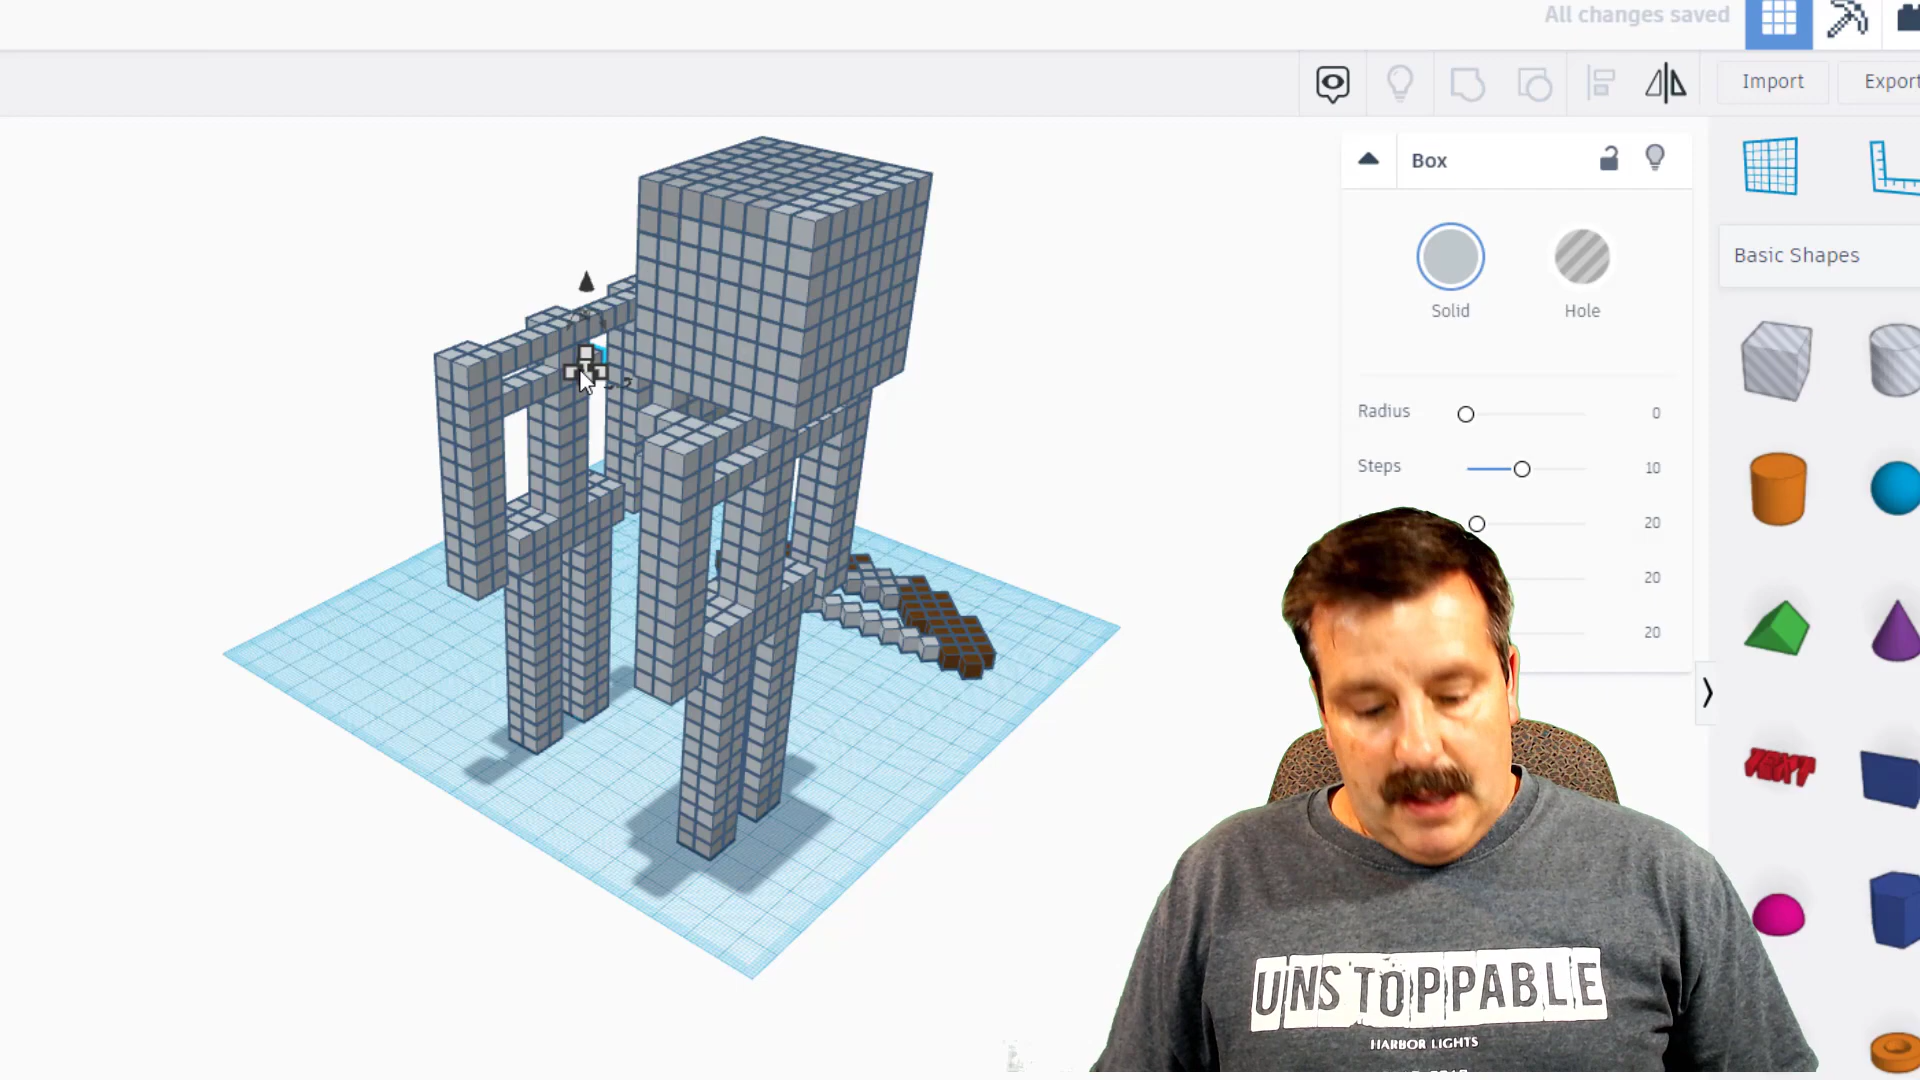 All changes saved
Import
Export
Box
Solid
Hole
Basic Shapes
Radius
0
Steps
10
20
20
20
TEXT
UNSTOPPABLE
HARBOR LIGHTS